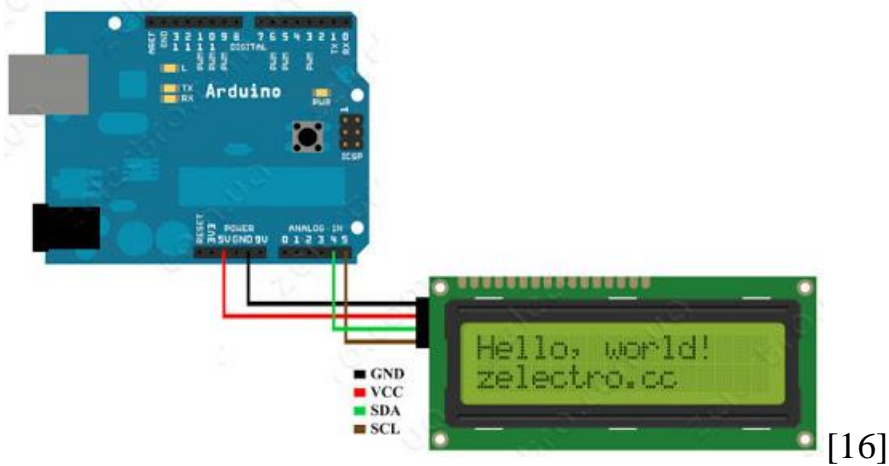 AREF
GND
13
12
11
10
9
8
7
6
5
4
3
2
1
0
PWM
PWM
PWM
DIGITAL
PWM
PWM
PWM
TX
RX
L
TX
RX
Arduino
PWR
1
ICSP
POWER
ANALOG IN
RESET
3V3
5V GND 9V
0 1 2 3 4 5
GND
VCC
SDA
SCL
Hello, world!
zelectro.cc
[16]